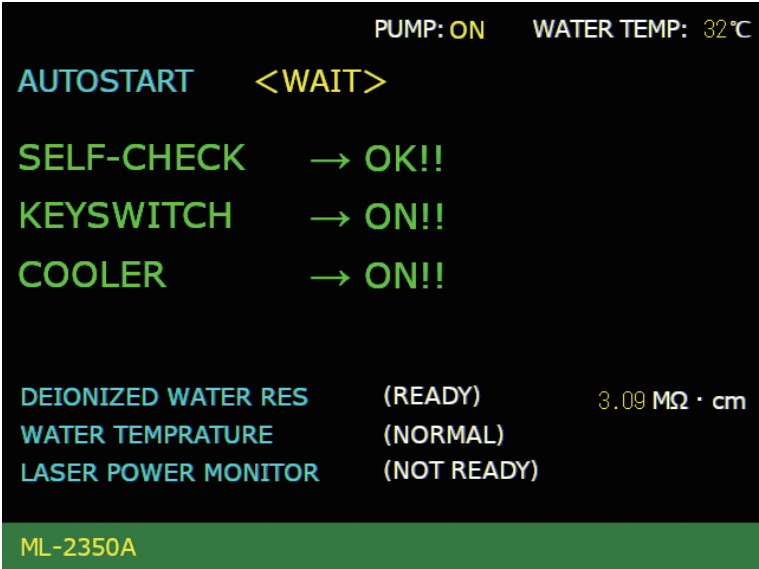 PUMP: ON WATER TEMP: 32℃
AUTOSTART <WAIT>
SELF-CHECK → OK!!
KEYSWITCH → ON!!
COOLER → ON!!
DEIONIZED WATER RES (READY) 3.09 MΩ・cm
WATER TEMPRATURE (NORMAL)
LASER POWER MONITOR (NOT READY)
ML-2350A